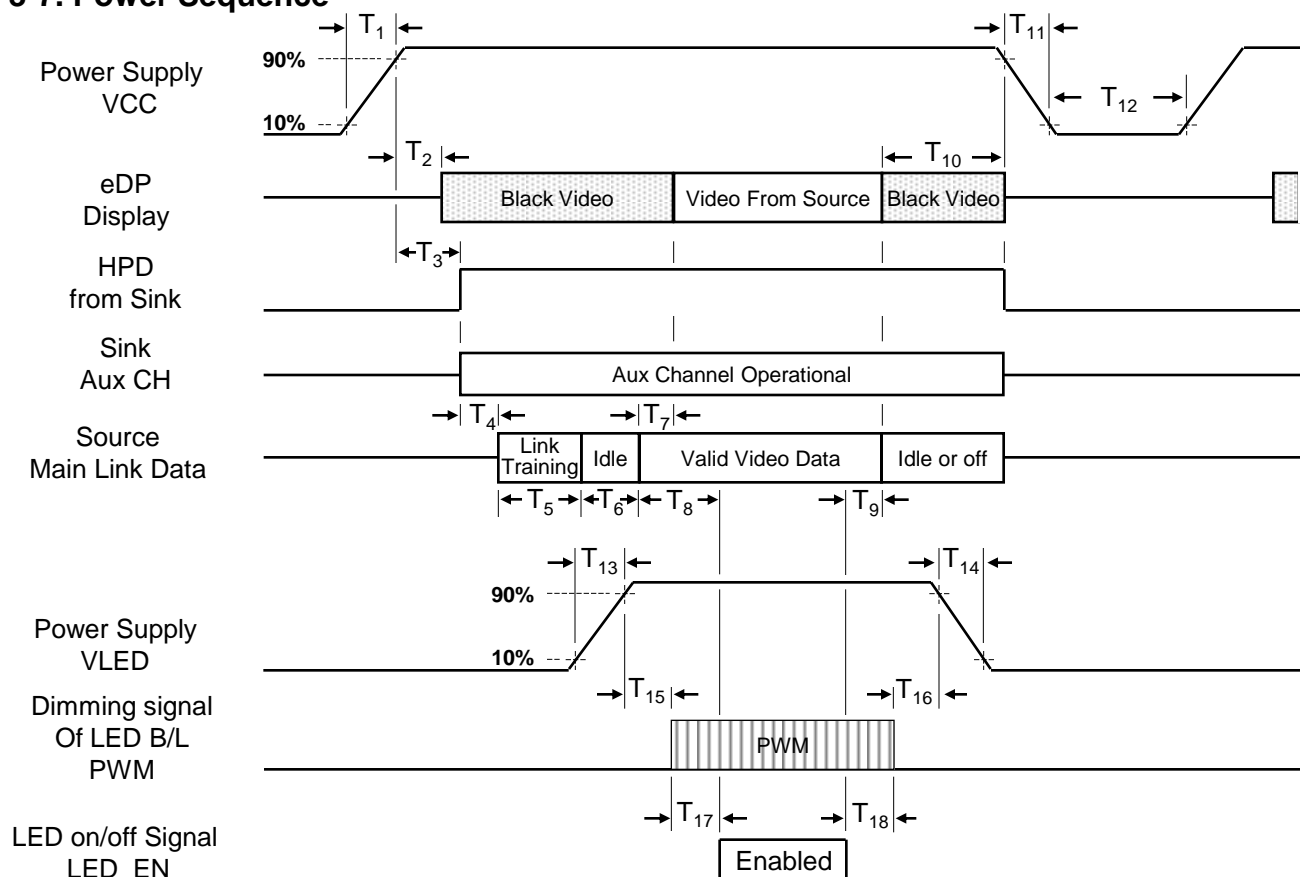 Power Sequence
T1
T11
90%
Power Supply
VCC
T12
10%
T2
T10
eDP
Display
Black Video
Video From Source
Black Video
T3
HPD
from Sink
Sink
Aux CH
Aux Channel Operational
T4
T7
Source
Main Link Data
Link
Training
Idle
Valid Video Data
Idle or off
T5
T6
T8
T9
T13
T14
90%
Power Supply
VLED
10%
T15
T16
Dimming signal
Of LED B/L
PWM
PWM
T17
T18
LED on/off Signal
LED_EN
Enabled